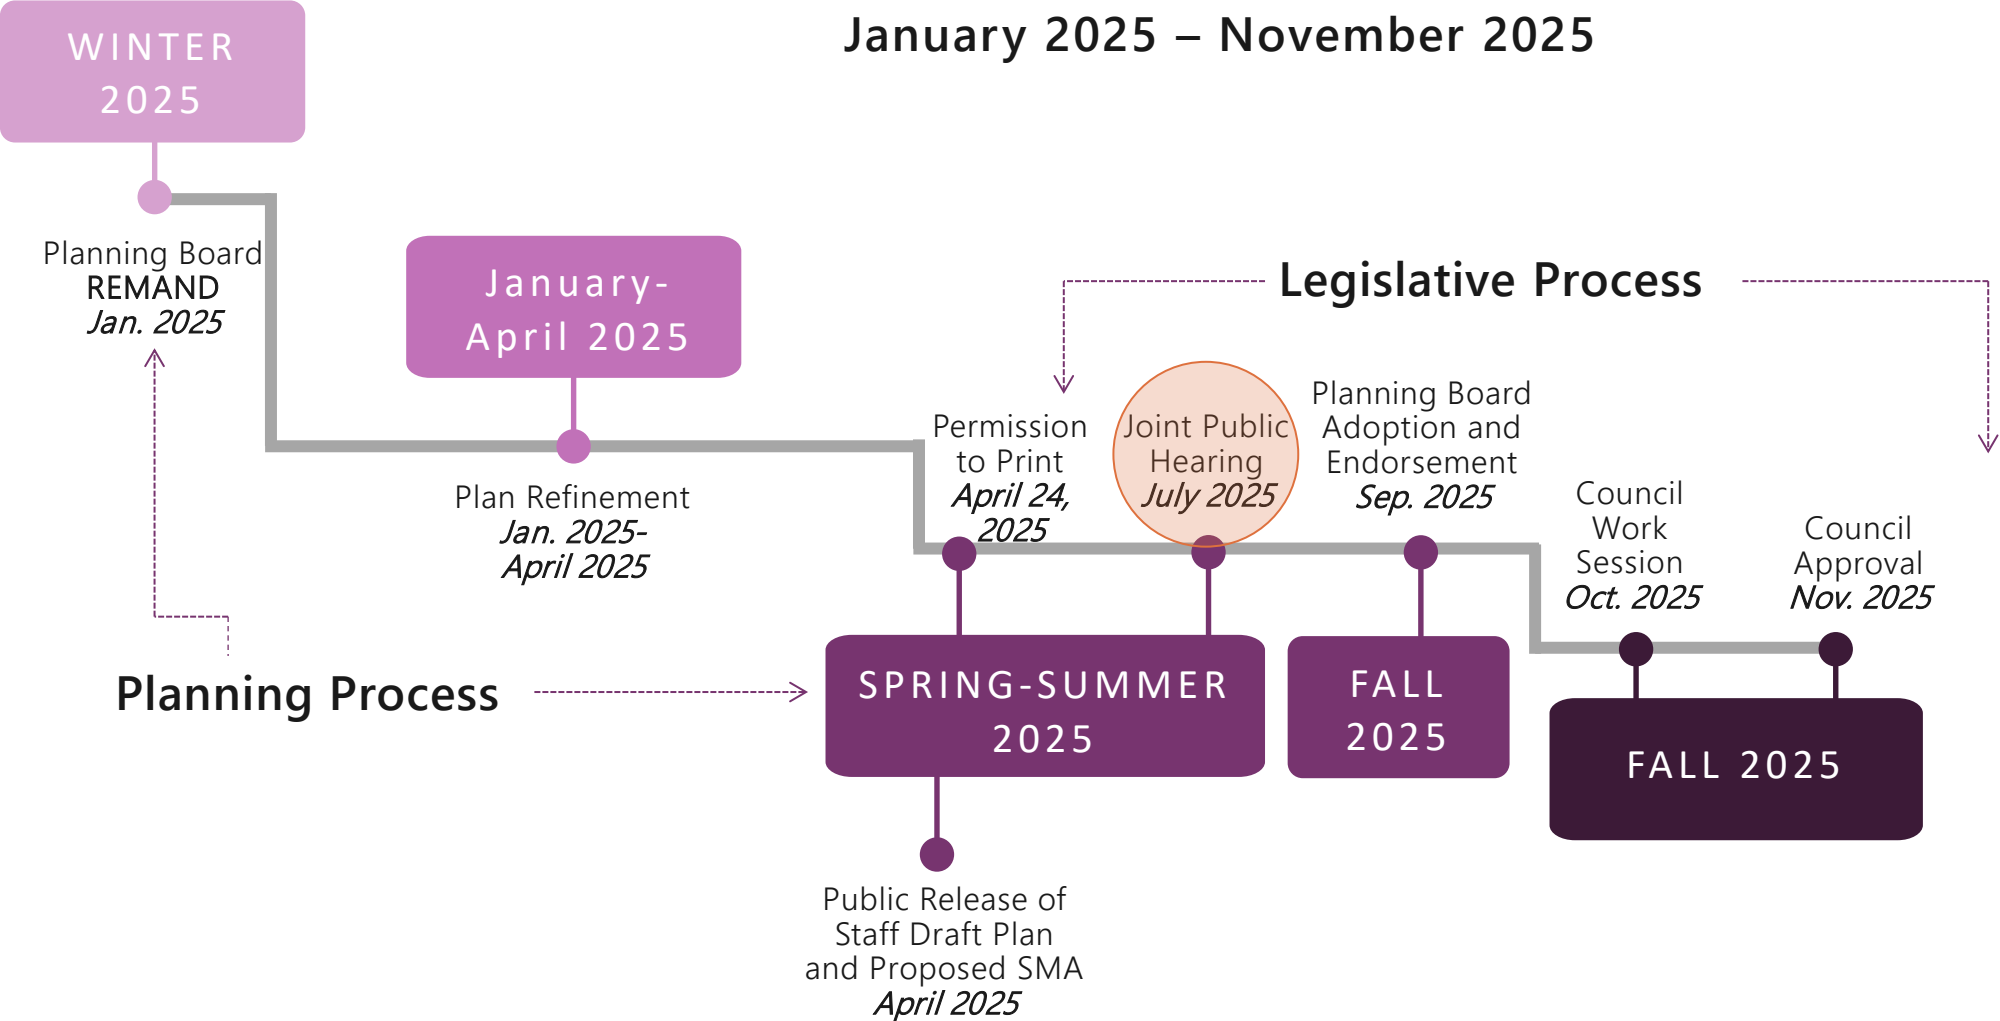 January 2025 – November 2025
WINTER
2025
Planning Board
REMAND
Jan. 2025
January-
April 2025
Plan Refinement
Jan. 2025-
April 2025
Legislative Process
Permission
to Print
April 24,
2025
Joint Public
Hearing
July 2025
Planning Board
Adoption and
Endorsement
Sep. 2025
Council
Work
Session
Oct. 2025
Council
Approval
Nov. 2025
Planning Process
SPRING-SUMMER
2025
FALL
2025
FALL 2025
Public Release of
Staff Draft Plan
and Proposed SMA
April 2025